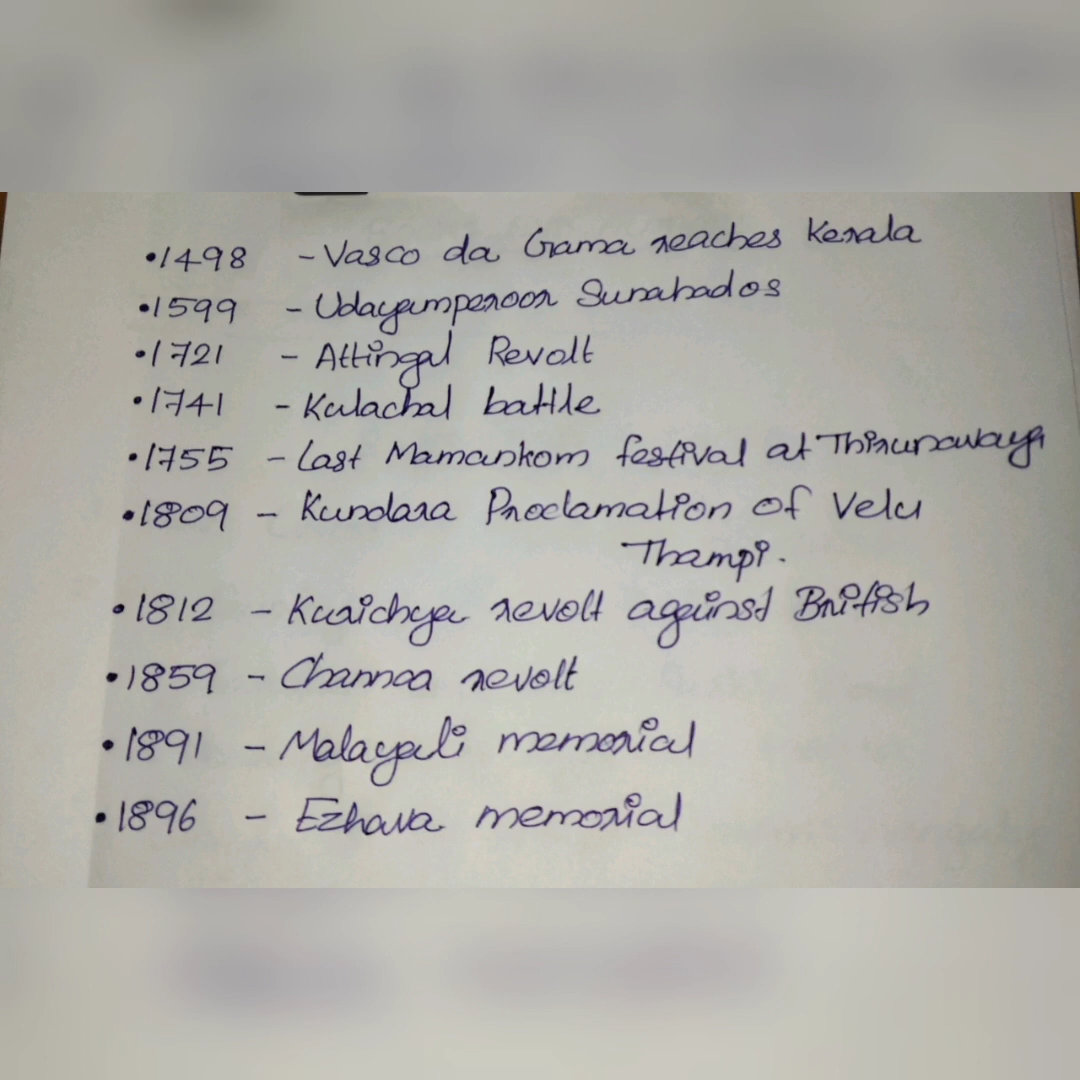 •1498 - Vasco da Gama reaches Kerala
•1599 - Udayamperoor Sunahados
•1721 - Attingal Revolt
•1741 - Kulachal battle
•1755 - Last Mamankom festival at Thirunavaya
•1809 - Kundara Proclamation of Velu
Thampi.
•1812 - Kurichya revolt against British
•1859 - Channar revolt
•1891 - Malayali memorial
•1896 - Ezhava memorial